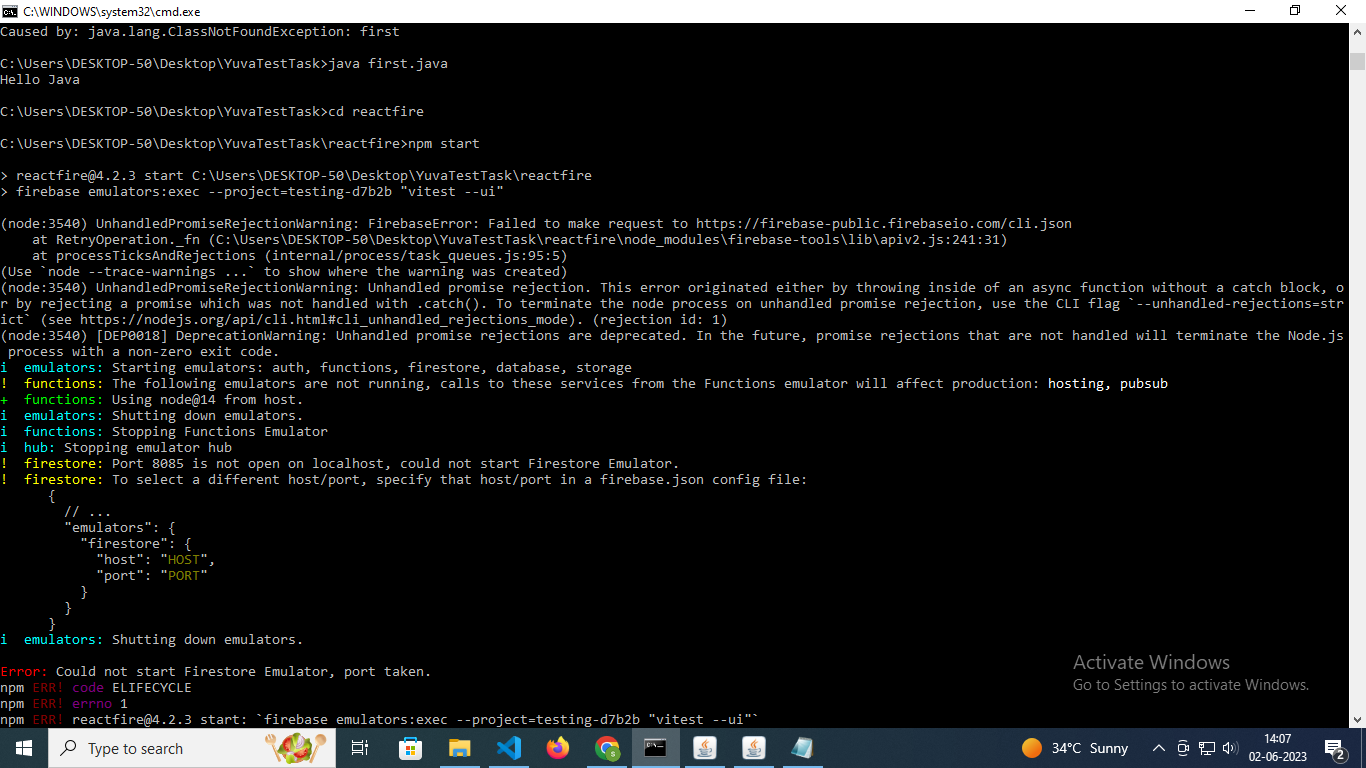 C:\WINDOWS\system32\cmd.exe
Caused by: java.lang.ClassNotFoundException: first
C:\Users\DESKTOP-50\Desktop\YuvaTestTask>java first.java
Hello Java
C:\Users\DESKTOP-50\Desktop\YuvaTestTask>cd reactfire
C:\Users\DESKTOP-50\Desktop\YuvaTestTask\reactfire>npm start
> reactfire@4.2.3 start C:\Users\DESKTOP-50\Desktop\YuvaTestTask\reactfire
> firebase emulators:exec --project=testing-d7b2b "vitest --ui"
(node:3540) UnhandledPromiseRejectionWarning: FirebaseError: Failed to make request to https://firebase-public.firebaseio.com/cli.json
    at RetryOperation._fn (C:\Users\DESKTOP-50\Desktop\YuvaTestTask\reactfire\node_modules\firebase-tools\lib\apiv2.js:241:31)
    at processTicksAndRejections (internal/process/task_queues.js:95:5)
(Use `node --trace-warnings ...` to show where the warning was created)
(node:3540) UnhandledPromiseRejectionWarning: Unhandled promise rejection. This error originated either by throwing inside of an async function without a catch block, o
r by rejecting a promise which was not handled with .catch(). To terminate the node process on unhandled promise rejection, use the CLI flag `--unhandled-rejections=str
ict` (see https://nodejs.org/api/cli.html#cli_unhandled_rejections_mode). (rejection id: 1)
(node:3540) [DEP0018] DeprecationWarning: Unhandled promise rejections are deprecated. In the future, promise rejections that are not handled will terminate the Node.js
 process with a non-zero exit code.
i  emulators: Starting emulators: auth, functions, firestore, database, storage
!  functions: The following emulators are not running, calls to these services from the Functions emulator will affect production: hosting, pubsub
+  functions: Using node@14 from host.
i  emulators: Shutting down emulators.
i  functions: Stopping Functions Emulator
i  hub: Stopping emulator hub
!  firestore: Port 8085 is not open on localhost, could not start Firestore Emulator.
!  firestore: To select a different host/port, specify that host/port in a firebase.json config file:
      {
        // ...
        "emulators": {
          "firestore": {
            "host": "HOST",
            "port": "PORT"
          }
        }
      }
i  emulators: Shutting down emulators.
Error: Could not start Firestore Emulator, port taken.
npm ERR! code ELIFECYCLE
npm ERR! errno 1
npm ERR! reactfire@4.2.3 start: `firebase emulators:exec --project=testing-d7b2b "vitest --ui"`
Activate Windows
Go to Settings to activate Windows.
Type to search
34°C Sunny
14:07
02-06-2023
2